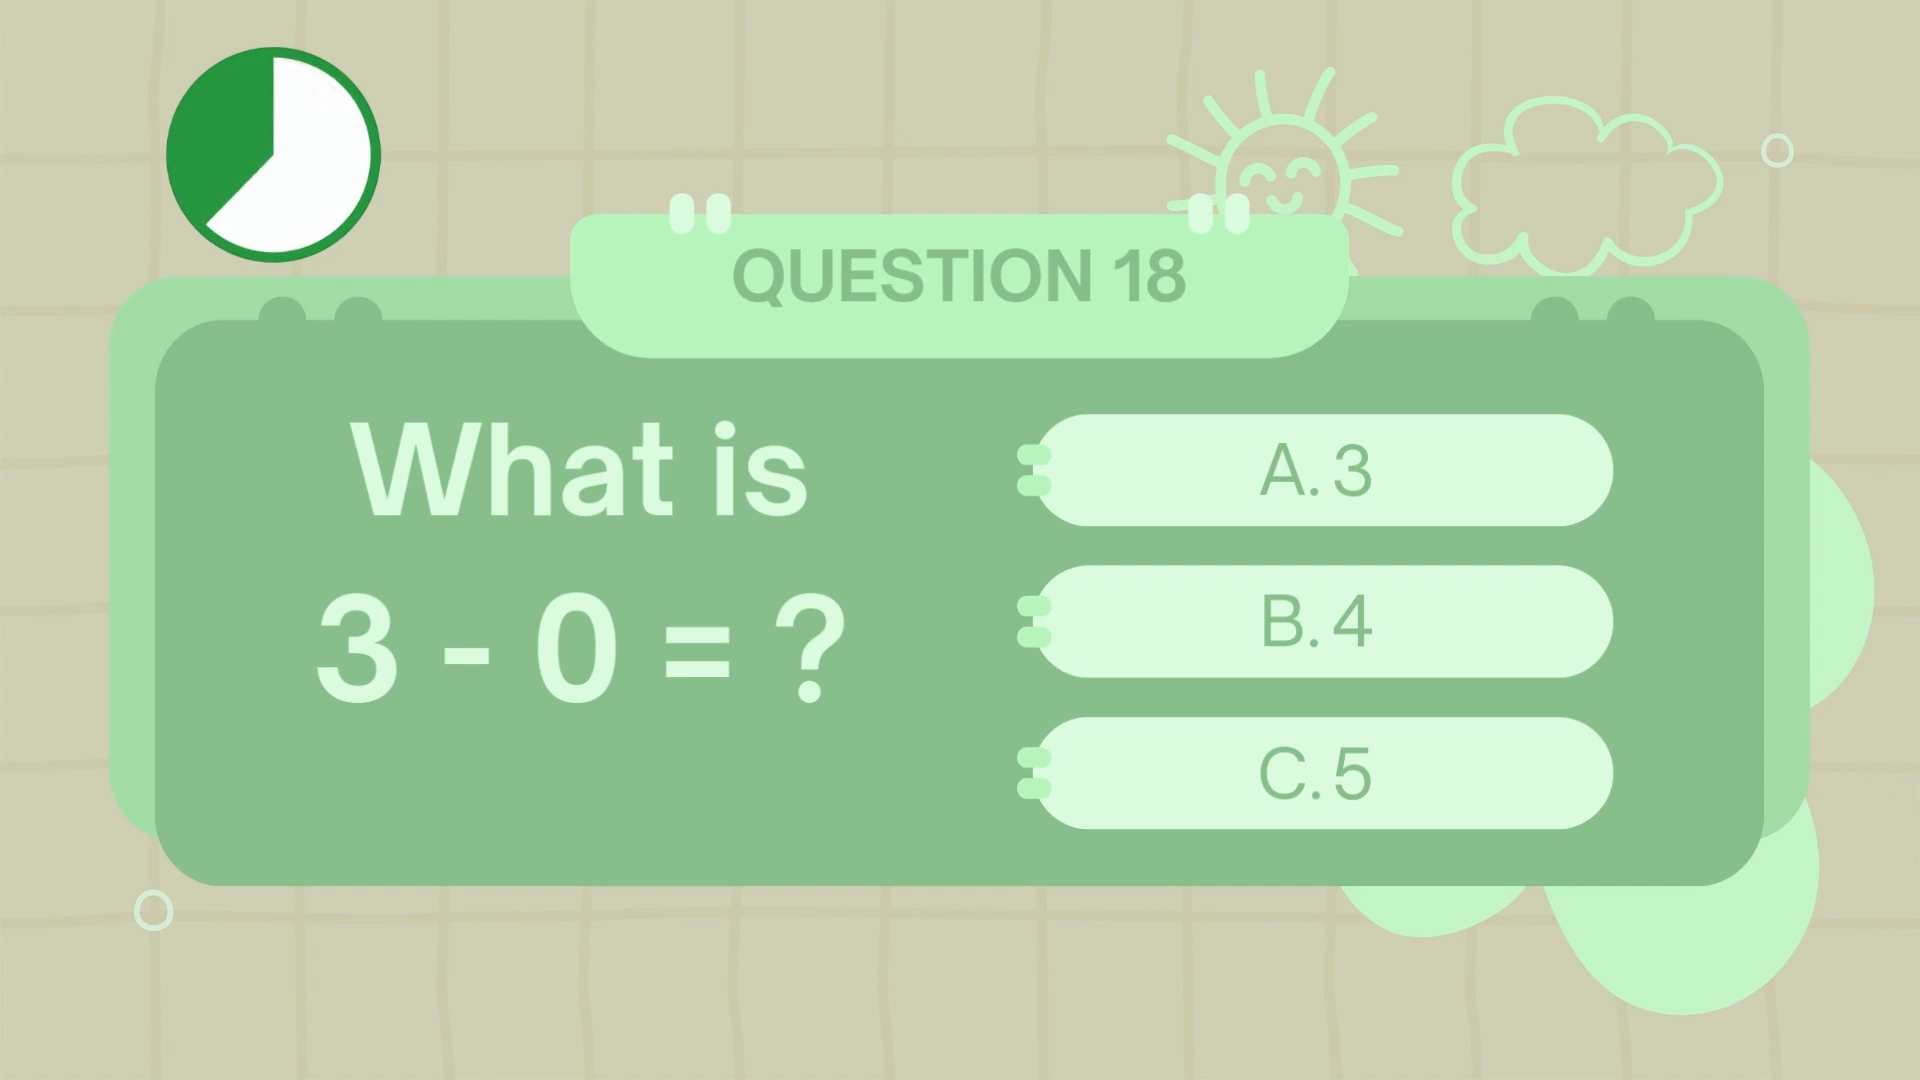 QUESTION 18
What is
3 - 0 = ?
A. 3
B. 4
C. 5